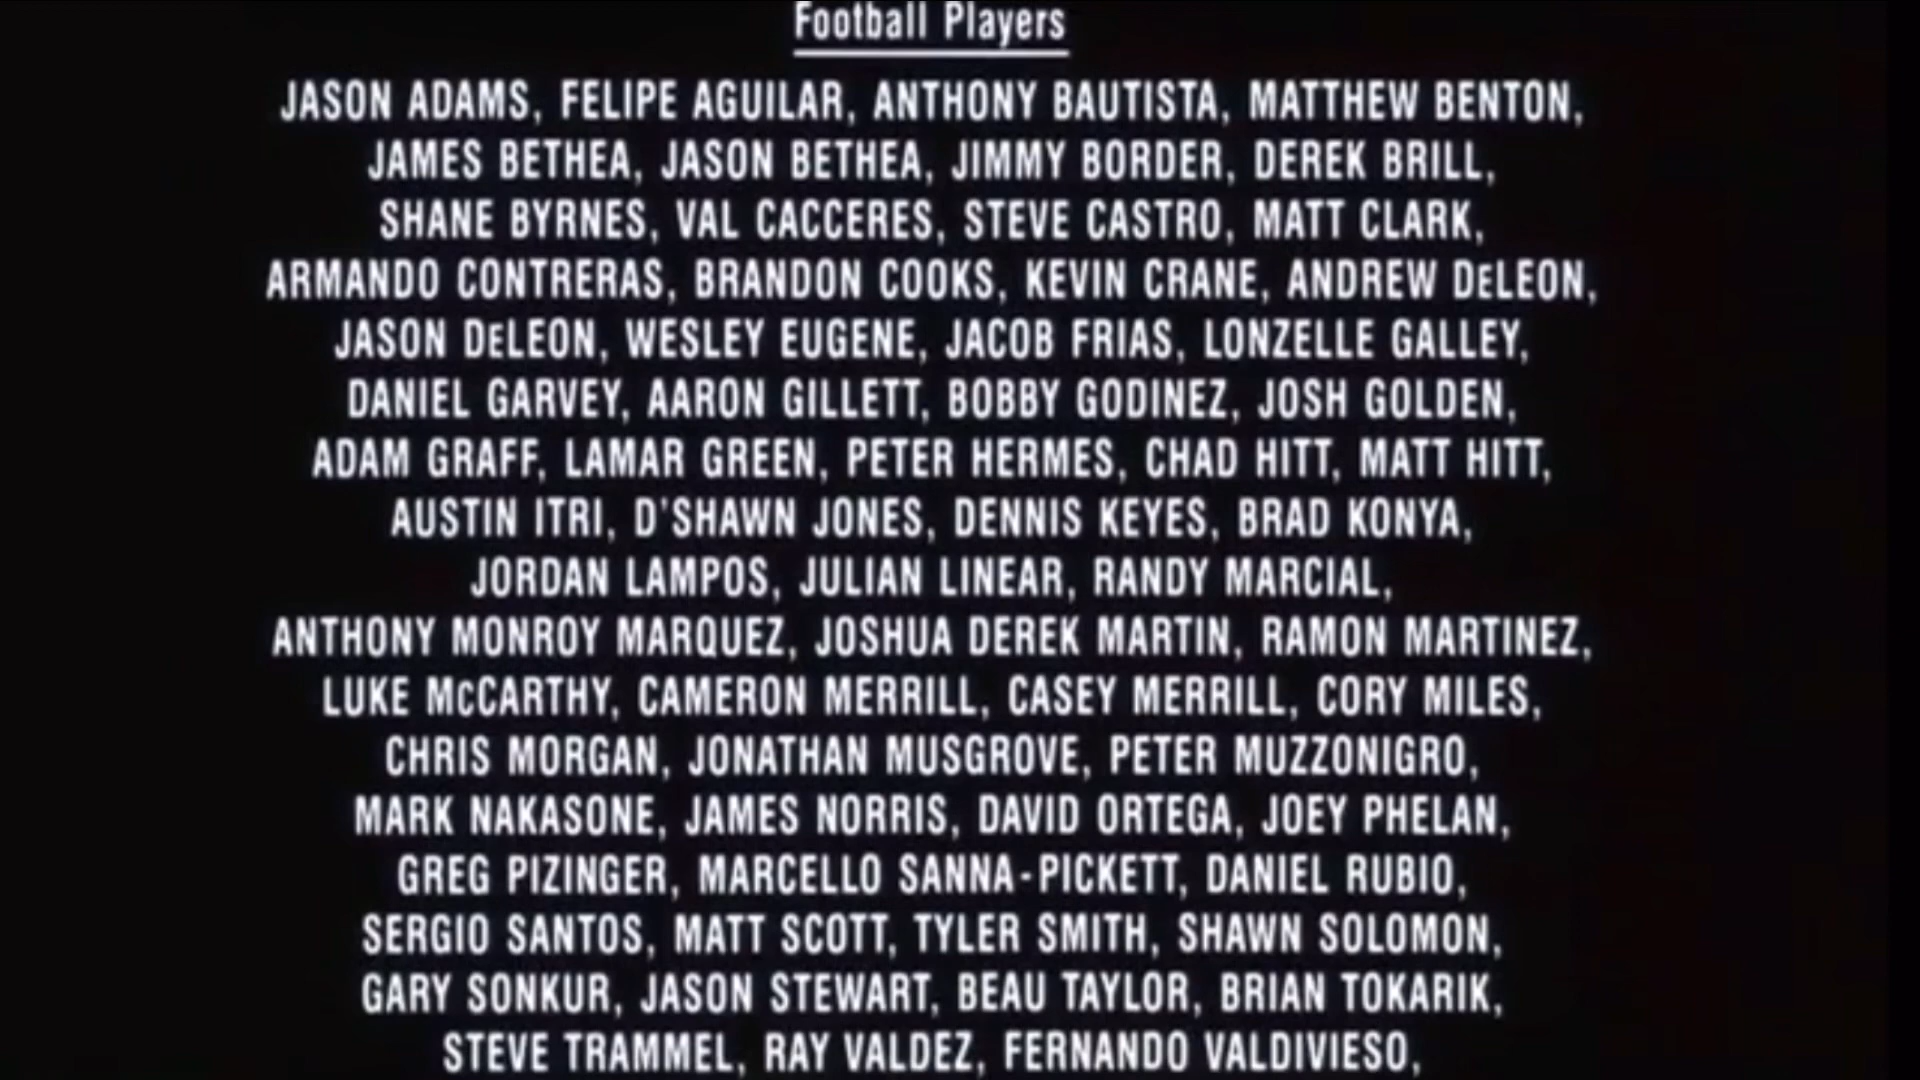 Football Players
JASON ADAMS, FELIPE AGUILAR, ANTHONY BAUTISTA, MATTHEW BENTON,
JAMES BETHEA, JASON BETHEA, JIMMY BORDER, DEREK BRILL,
SHANE BYRNES, VAL CACCERES, STEVE CASTRO, MATT CLARK,
ARMANDO CONTRERAS, BRANDON COOKS, KEVIN CRANE, ANDREW DeLEON,
JASON DeLEON, WESLEY EUGENE, JACOB FRIAS, LONZELLE GALLEY,
DANIEL GARVEY, AARON GILLETT, BOBBY GODINEZ, JOSH GOLDEN,
ADAM GRAFF, LAMAR GREEN, PETER HERMES, CHAD HITT, MATT HITT,
AUSTIN ITRI, D'SHAWN JONES, DENNIS KEYES, BRAD KONYA,
JORDAN LAMPOS, JULIAN LINEAR, RANDY MARCIAL,
ANTHONY MONROY MARQUEZ, JOSHUA DEREK MARTIN, RAMON MARTINEZ,
LUKE McCARTHY, CAMERON MERRILL, CASEY MERRILL, CORY MILES,
CHRIS MORGAN, JONATHAN MUSGROVE, PETER MUZZONIGRO,
MARK NAKASONE, JAMES NORRIS, DAVID ORTEGA, JOEY PHELAN,
GREG PIZINGER, MARCELLO SANNA-PICKETT, DANIEL RUBIO,
SERGIO SANTOS, MATT SCOTT, TYLER SMITH, SHAWN SOLOMON,
GARY SONKUR, JASON STEWART, BEAU TAYLOR, BRIAN TOKARIK,
STEVE TRAMMEL, RAY VALDEZ, FERNANDO VALDIVIESO,